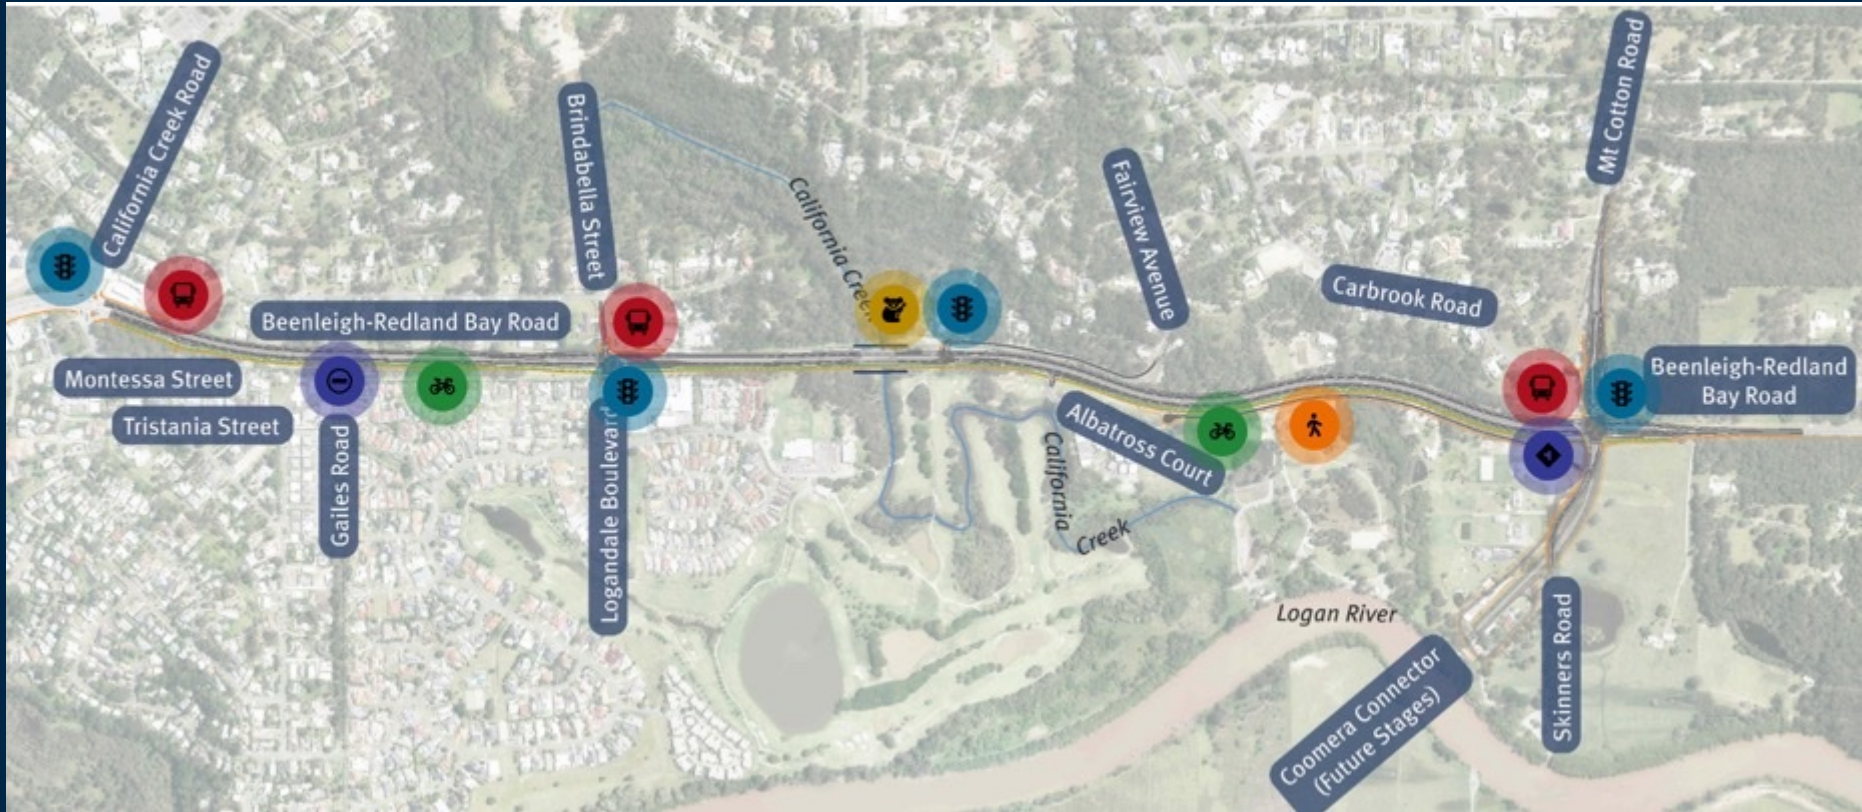 California Creek Road
Brindabella Street
Mt Cotton Road
California Creek
Fairview Avenue
Carbrook Road
Beenleigh-Redland Bay Road
Montessa Street
Tristania Street
Gailes Road
Logandale Boulevard
Albatross Court
California
Creek
Beenleigh-Redland
Bay Road
Logan River
Coomera Connector
(Future Stages)
Skinners Road